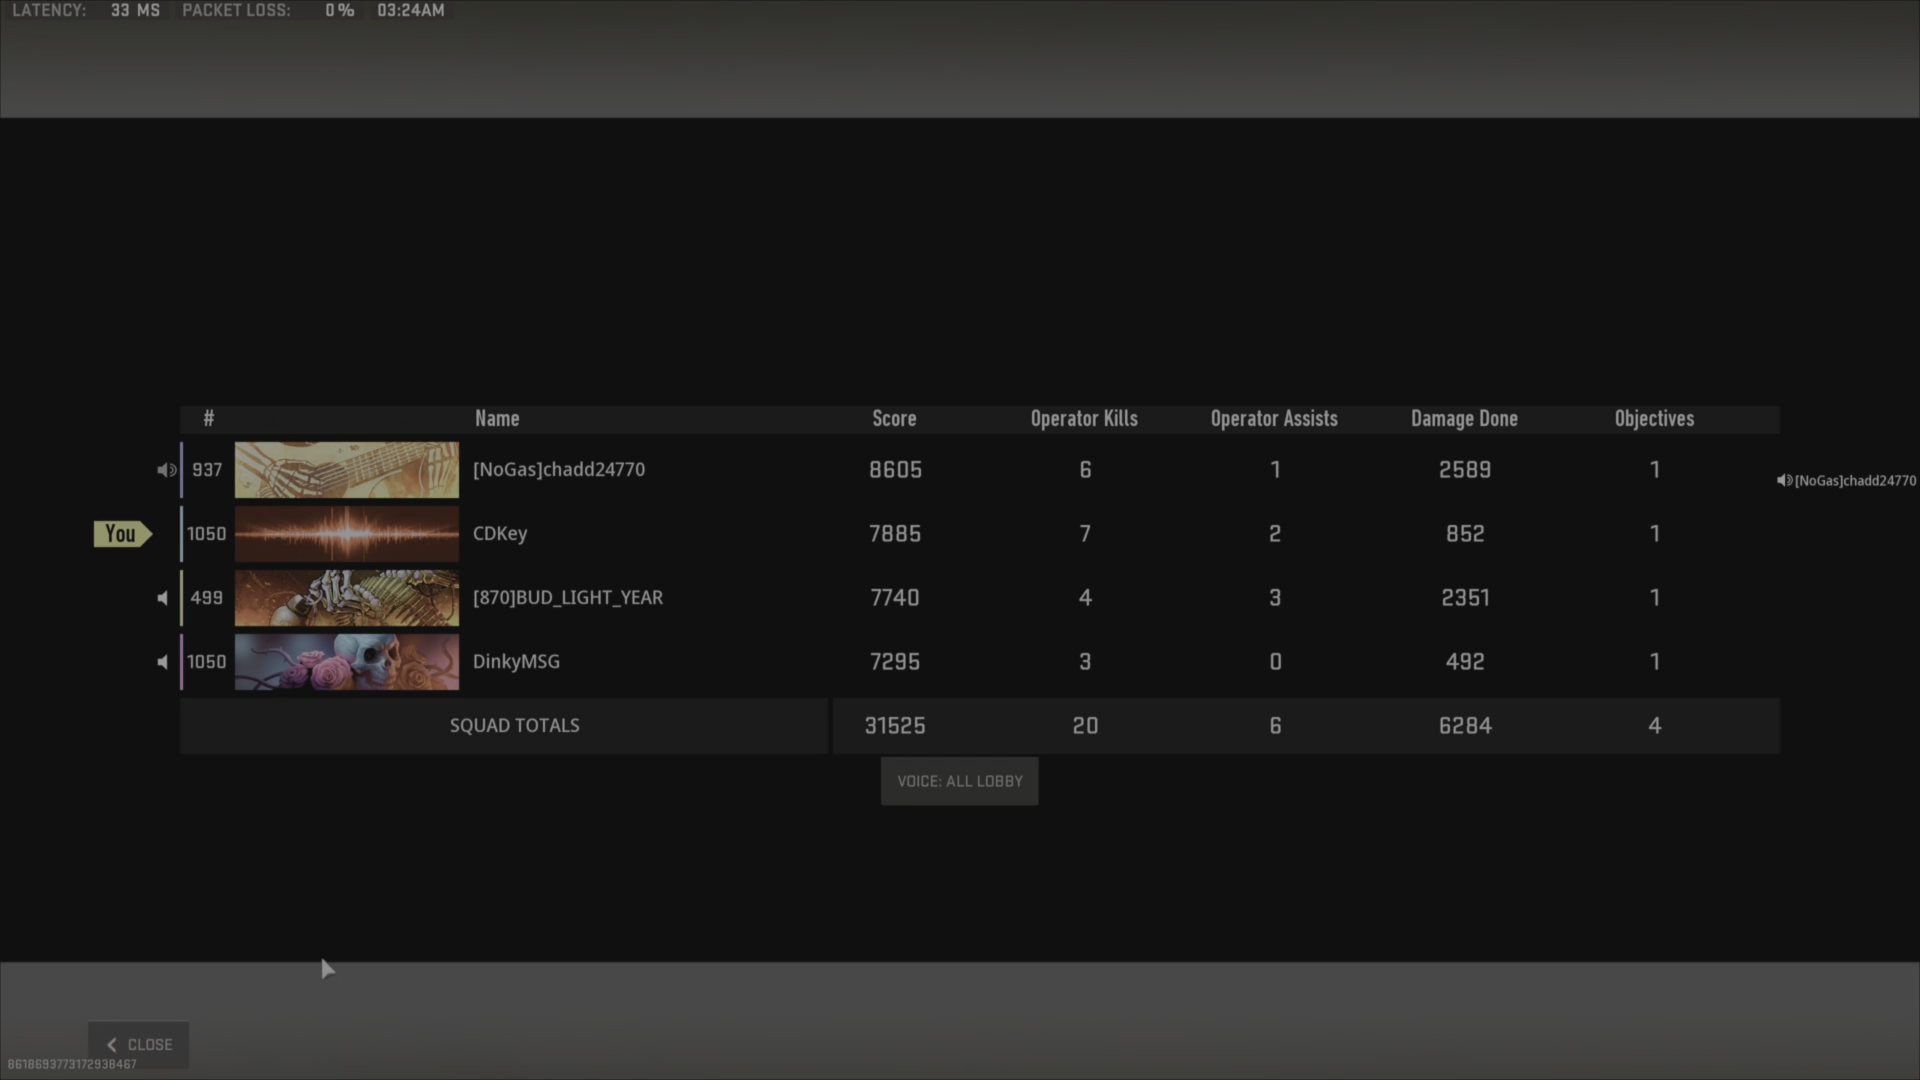 LATENCY: 33 MS PACKET LOSS: 0% 03:24AM
# Name Score Operator Kills Operator Assists Damage Done Objectives
937 [NoGas]chadd24770 8605 6 1 2589 1
[NoGas]chadd24770
You 1050 CDKey 7885 7 2 852 1
499 [870]BUD_LIGHT_YEAR 7740 4 3 2351 1
1050 DinkyMSG 7295 3 0 492 1
SQUAD TOTALS 31525 20 6 6284 4
VOICE: ALL LOBBY
CLOSE
8618693773172938467